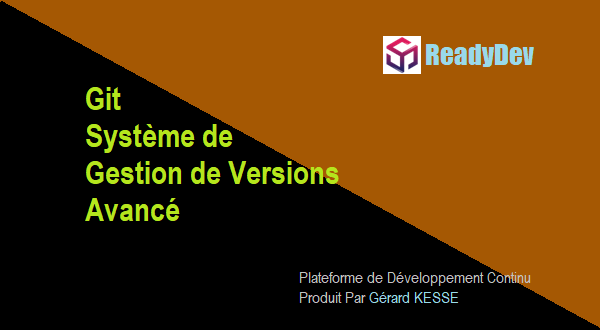 ReadyDev
Git
Système de
Gestion de Versions
Avancé
Plateforme de Développement Continu
Produit Par Gérard KESSE